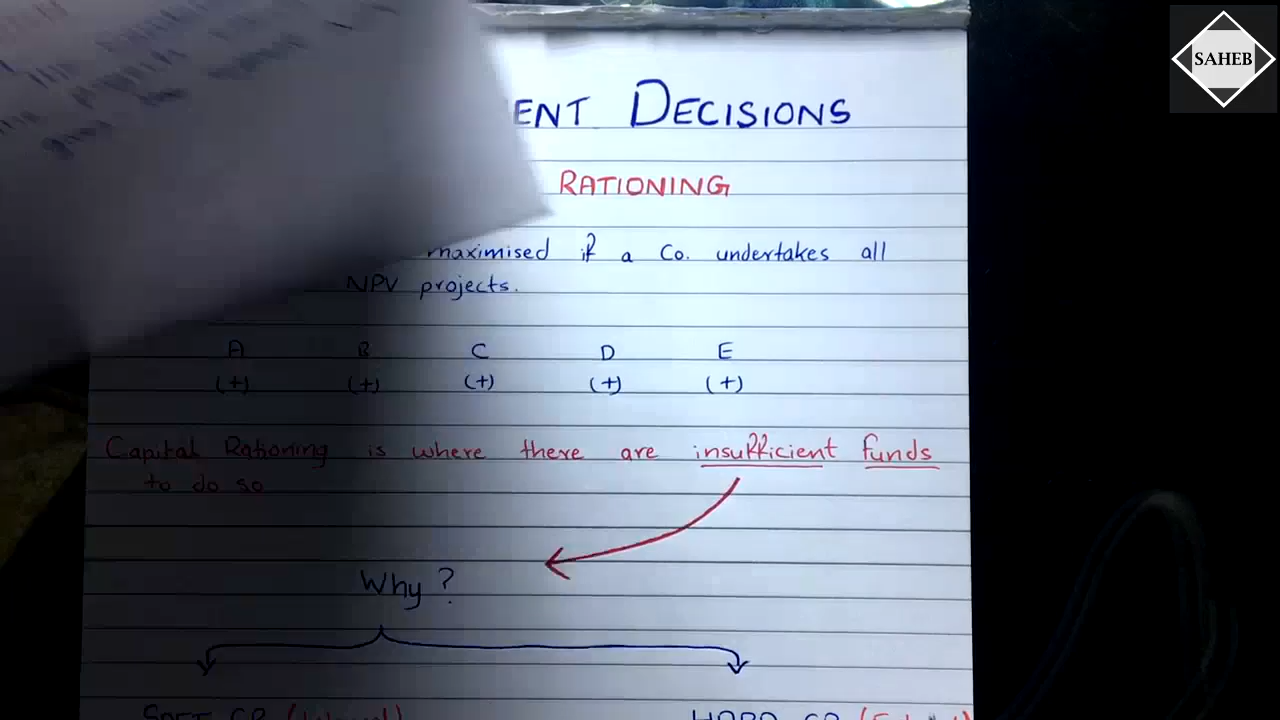 SAHEB
ENT DECISIONS
RATIONING
maximised if a Co. undertakes all
NPV projects.
A B C D E
(+) (+) (+) (+) (+)
Capital Rationing is where there are insufficient funds
to do so
Why?